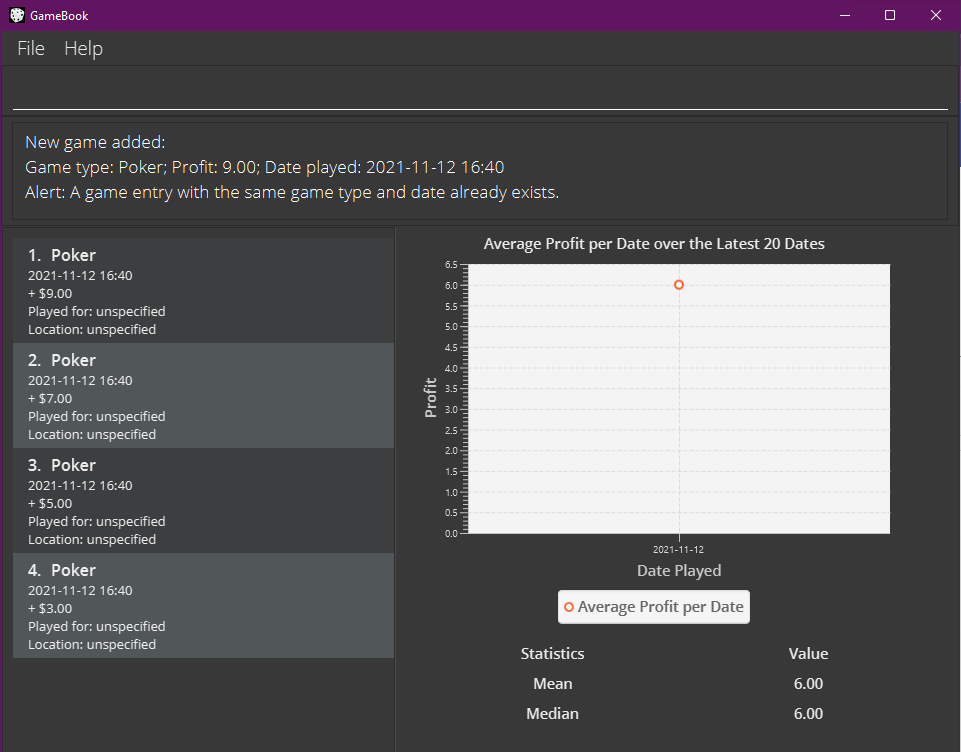 GameBook
File Help
New game added:
Game type: Poker; Profit: 9.00; Date played: 2021-11-12 16:40
Alert: A game entry with the same game type and date already exists.
1. Poker
2021-11-12 16:40
+ $9.00
Played for: unspecified
Location: unspecified
2. Poker
2021-11-12 16:40
+ $7.00
Played for: unspecified
Location: unspecified
3. Poker
2021-11-12 16:40
+ $5.00
Played for: unspecified
Location: unspecified
4. Poker
2021-11-12 16:40
+ $3.00
Played for: unspecified
Location: unspecified
Average Profit per Date over the Latest 20 Dates
Profit
6.5
6.0
5.5
5.0
4.5
4.0
3.5
3.0
2.5
2.0
1.5
1.0
0.5
0.0
2021-11-12
Date Played
Average Profit per Date
Statistics Value
Mean 6.00
Median 6.00